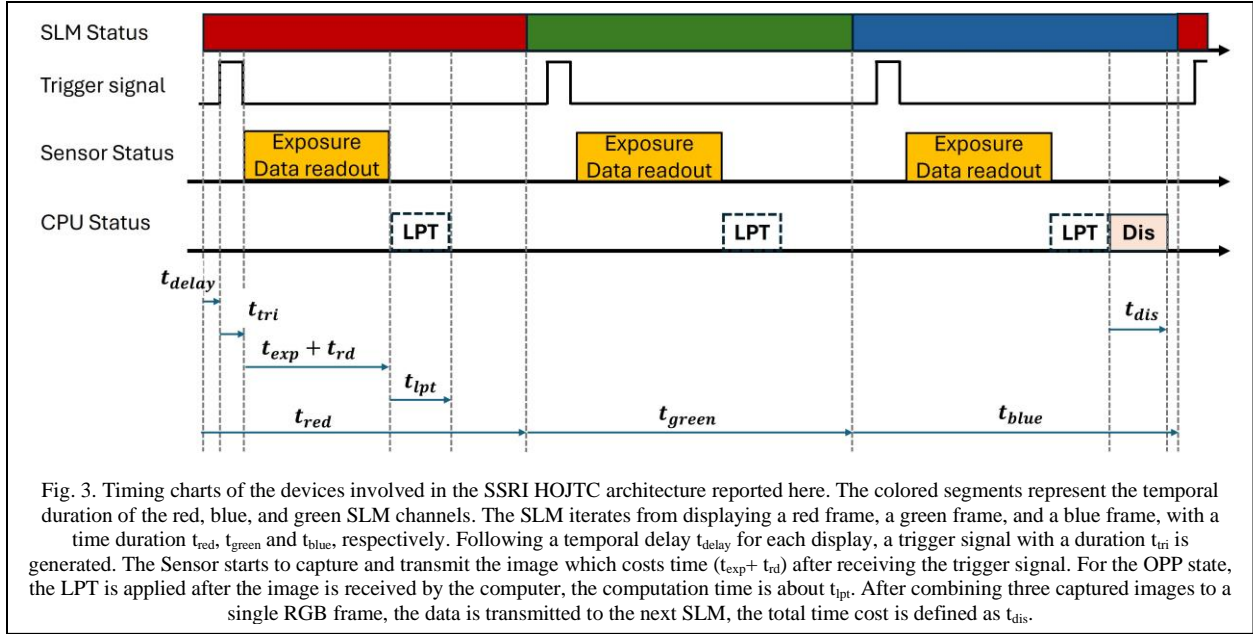 SLM Status
Trigger signal
Sensor Status
Exposure
Data readout
Exposure
Data readout
Exposure
Data readout
CPU Status
LPT
LPT
LPT
Dis
t_delay
t_tri
t_dis
t_exp + t_rd
t_lpt
t_red
t_green
t_blue
Fig. 3. Timing charts of the devices involved in the SSRI HOJTC architecture reported here. The colored segments represent the temporal
duration of the red, blue, and green SLM channels. The SLM iterates from displaying a red frame, a green frame, and a blue frame, with a
time duration t_red, t_green and t_blue, respectively. Following a temporal delay t_delay for each display, a trigger signal with a duration t_tri is
generated. The Sensor starts to capture and transmit the image which costs time (t_exp+ t_rd) after receiving the trigger signal. For the OPP state,
the LPT is applied after the image is received by the computer, the computation time is about t_lpt. After combining three captured images to a
single RGB frame, the data is transmitted to the next SLM, the total time cost is defined as t_dis.